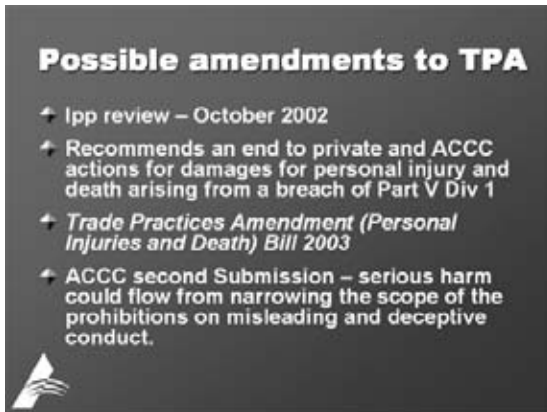 Possible amendments to TPA
Ipp review – October 2002
Recommends an end to private and ACCC
actions for damages for personal injury and
death arising from a breach of Part V Div 1
Trade Practices Amendment (Personal
Injuries and Death) Bill 2003
ACCC second Submission – serious harm
could flow from narrowing the scope of the
prohibitions on misleading and deceptive
conduct.